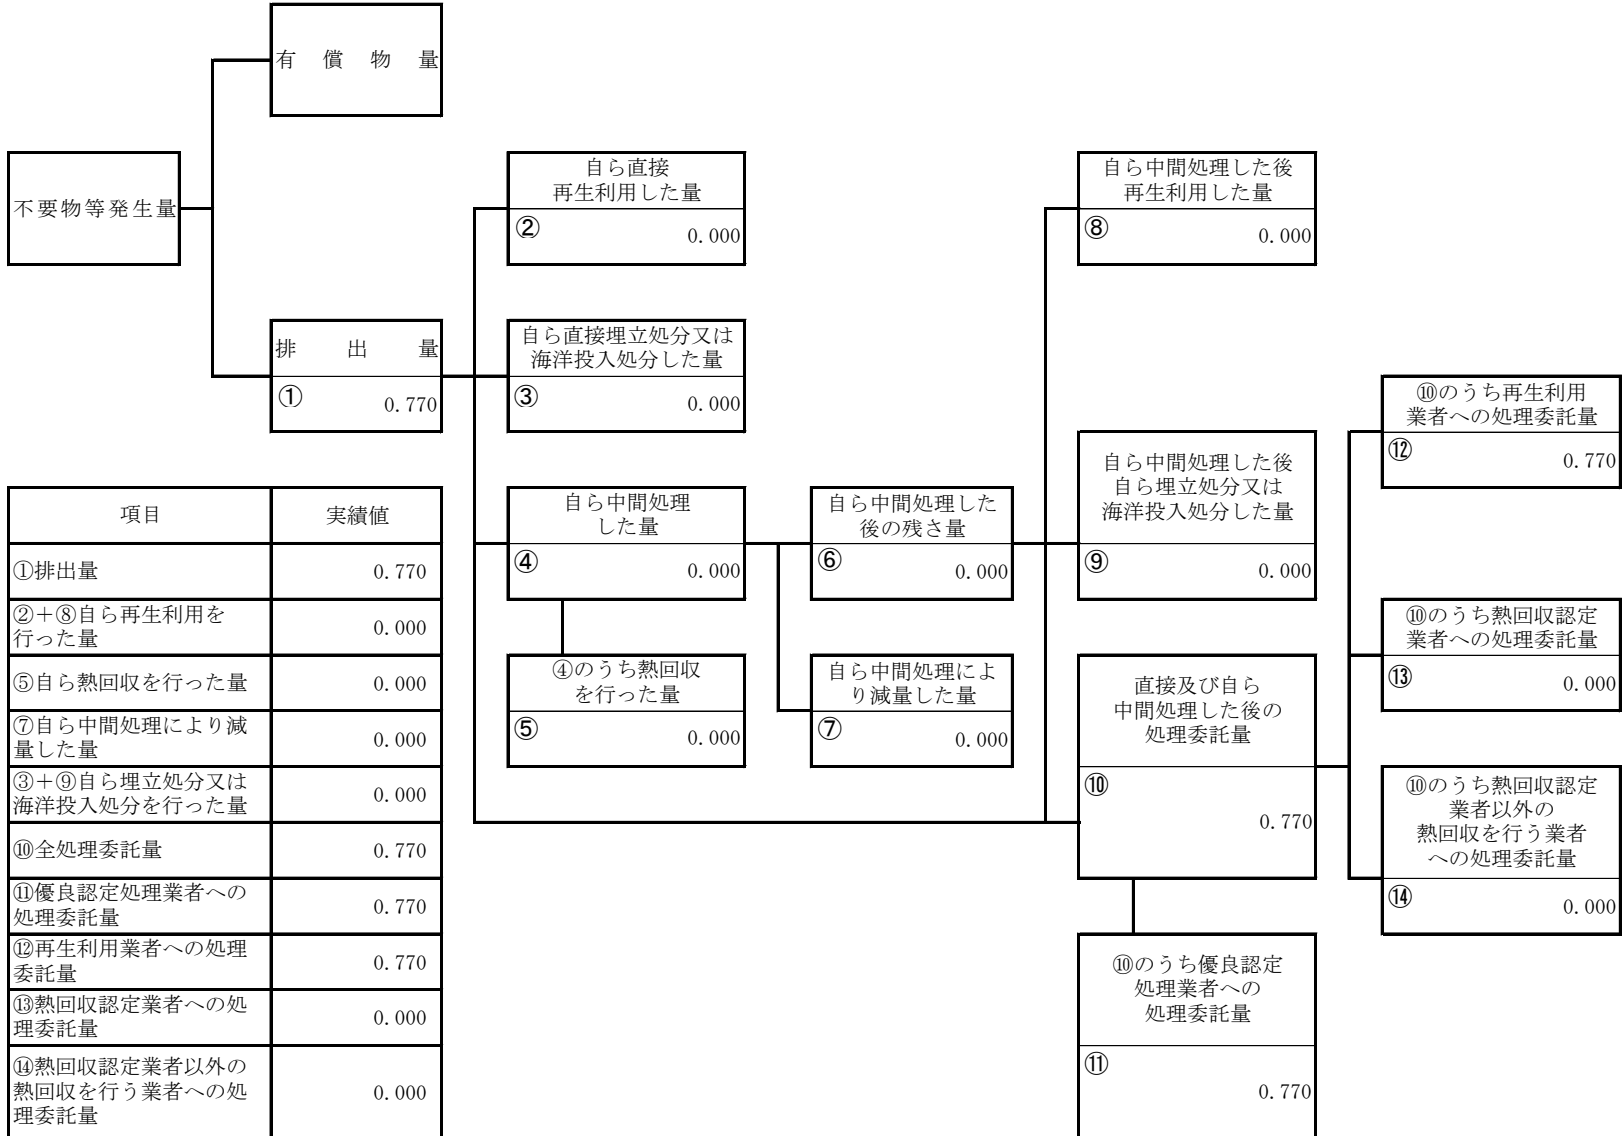 有償物量
不要物等発生量
排出量
① 0.770
自ら直接
再生利用した量
② 0.000
自ら直接埋立処分又は
海洋投入処分した量
③ 0.000
自ら中間処理
した量
④ 0.000
④のうち熱回収
を行った量
⑤ 0.000
自ら中間処理した
後の残さ量
⑥ 0.000
自ら中間処理によ
り減量した量
⑦ 0.000
自ら中間処理した後
再生利用した量
⑧ 0.000
自ら中間処理した後
自ら埋立処分又は
海洋投入処分した量
⑨ 0.000
直接及び自ら
中間処理した後の
処理委託量
⑩
0.770
⑩のうち優良認定
処理業者への
処理委託量
⑪
0.770
⑩のうち再生利用
業者への処理委託量
⑫ 0.770
⑩のうち熱回収認定
業者への処理委託量
⑬ 0.000
⑩のうち熱回収認定
業者以外の
熱回収を行う業者
への処理委託量
⑭ 0.000
項目 実績値
①排出量 0.770
②＋⑧自ら再生利用を
行った量 0.000
⑤自ら熱回収を行った量 0.000
⑦自ら中間処理により減
量した量 0.000
③＋⑨自ら埋立処分又は
海洋投入処分を行った量 0.000
⑩全処理委託量 0.770
⑪優良認定処理業者への
処理委託量 0.770
⑫再生利用業者への処理
委託量 0.770
⑬熱回収認定業者への処
理委託量 0.000
⑭熱回収認定業者以外の
熱回収を行う業者への処
理委託量 0.000